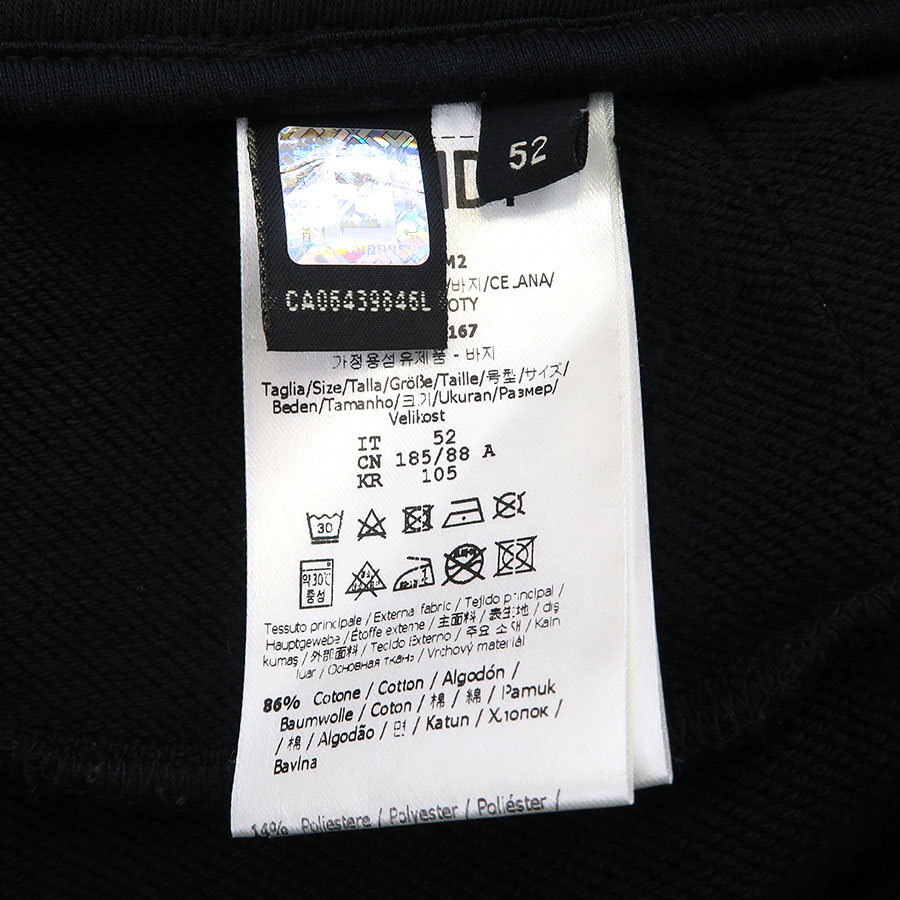 52
CA06439846L
M2
/바지/CELANA/
OTY
167
가정용섬유제품 - 바지
Taglia/Size/Talla/Größe/Taille/号型/サイズ/
Beden/Tamanho/크기/Ukuran/Размер/
Velikost
IT 52
CN 185/88 A
KR 105
30
약30℃
중성
Tessuto principale / External fabric / Tejido principal /
Hauptgewebe / Étoffe externe / 主面料 / 表生地 / dış
kumaş / 外部面料 / Tecido Externo / 주요 소재 / Kain
luar / Основная ткань / Vrchový materiál
86% Cotone / Cotton / Algodón /
Baumwolle / Coton / 棉 / 綿 / Pamuk
/ 棉 / Algodão / 면 / Katun / Хлопок /
Bavlna
14% Poliestere / Polyester / Poliéster /